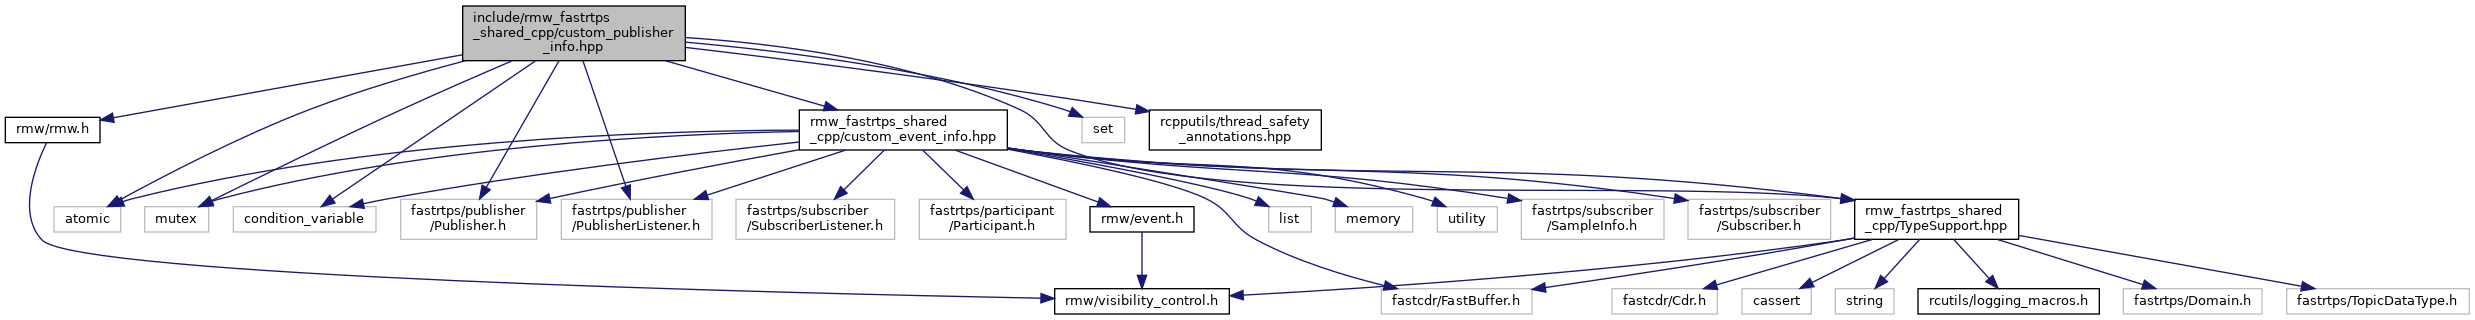 include/rmw_fastrtps
_shared_cpp/custom_publisher
_info.hpp
rmw/rmw.h
rmw_fastrtps_shared
_cpp/custom_event_info.hpp
set
rcpputils/thread_safety
_annotations.hpp
atomic
mutex
condition_variable
fastrtps/publisher
/Publisher.h
fastrtps/publisher
/PublisherListener.h
fastrtps/subscriber
/SubscriberListener.h
fastrtps/participant
/Participant.h
rmw/event.h
list
memory
utility
fastrtps/subscriber
/SampleInfo.h
fastrtps/subscriber
/Subscriber.h
rmw_fastrtps_shared
_cpp/TypeSupport.hpp
rmw/visibility_control.h
fastcdr/FastBuffer.h
fastcdr/Cdr.h
cassert
string
rcutils/logging_macros.h
fastrtps/Domain.h
fastrtps/TopicDataType.h